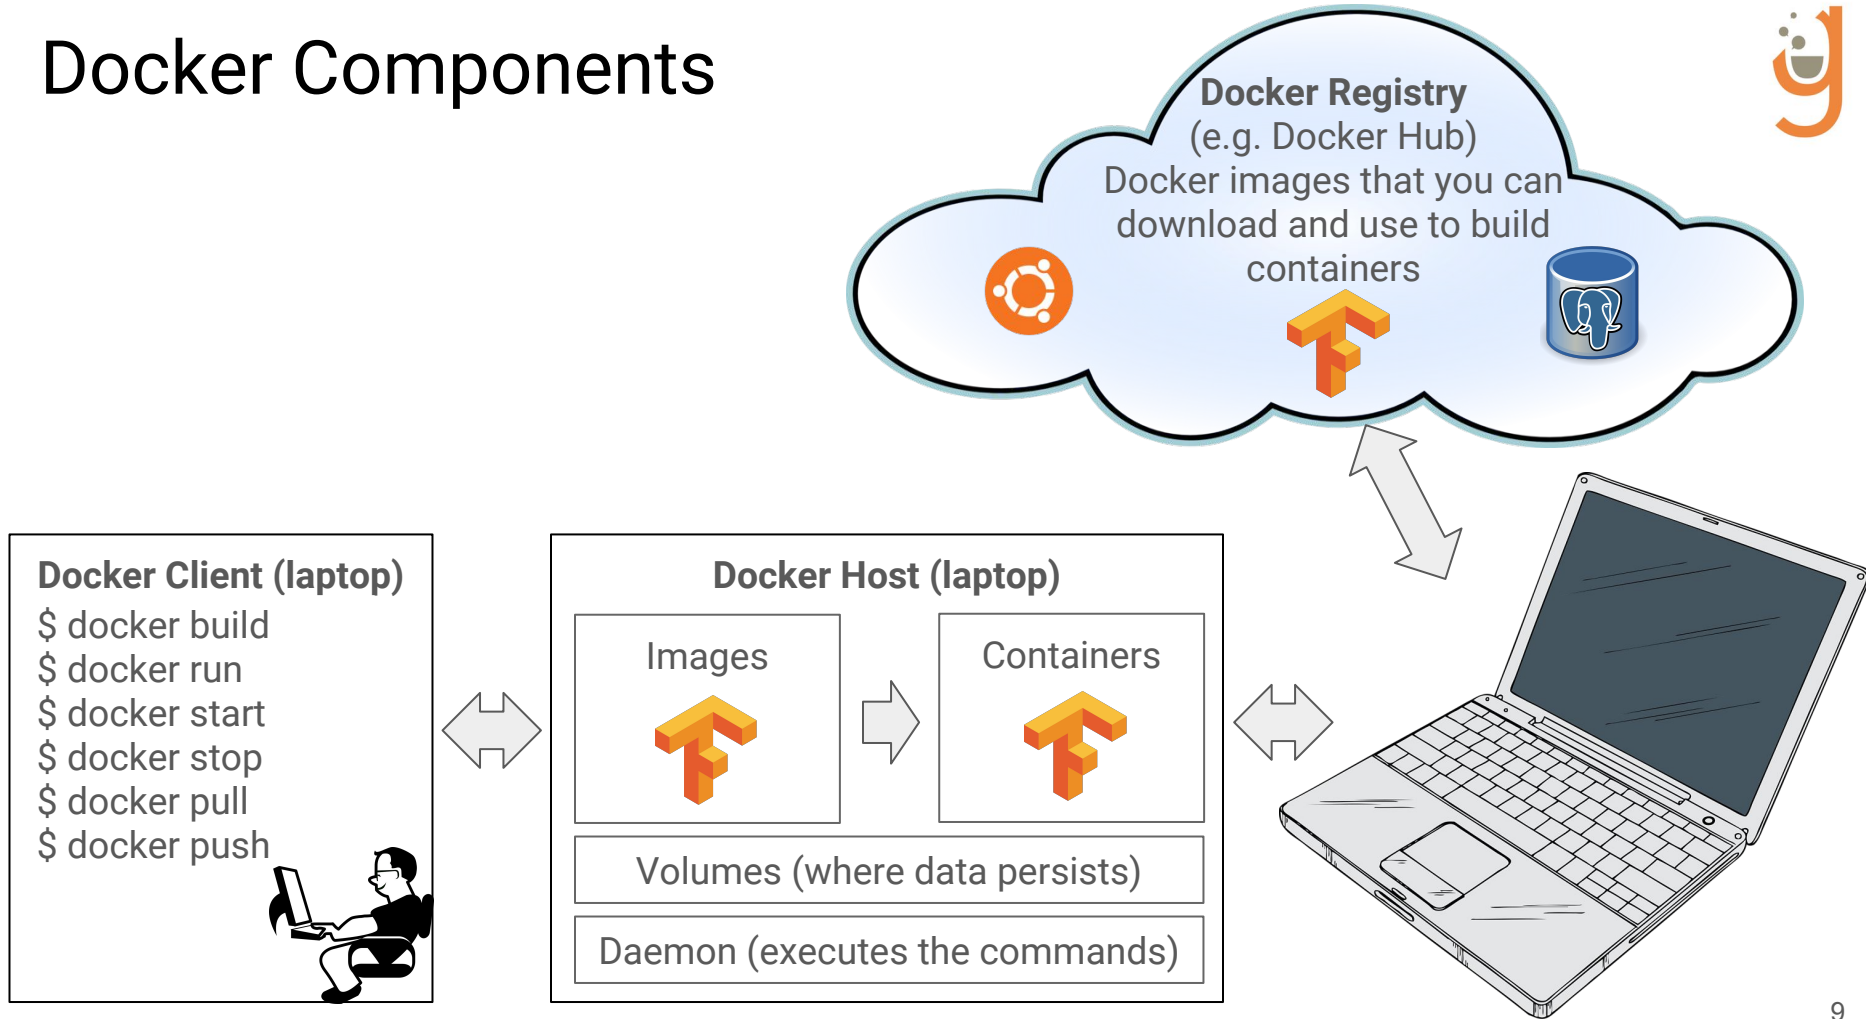 Docker Components
Docker Registry
(e.g. Docker Hub)
Docker images that you can
download and use to build
containers
Docker Client (laptop)
$ docker build
$ docker run
$ docker start
$ docker stop
$ docker pull
$ docker push
Docker Host (laptop)
Images
Containers
Volumes (where data persists)
Daemon (executes the commands)
9